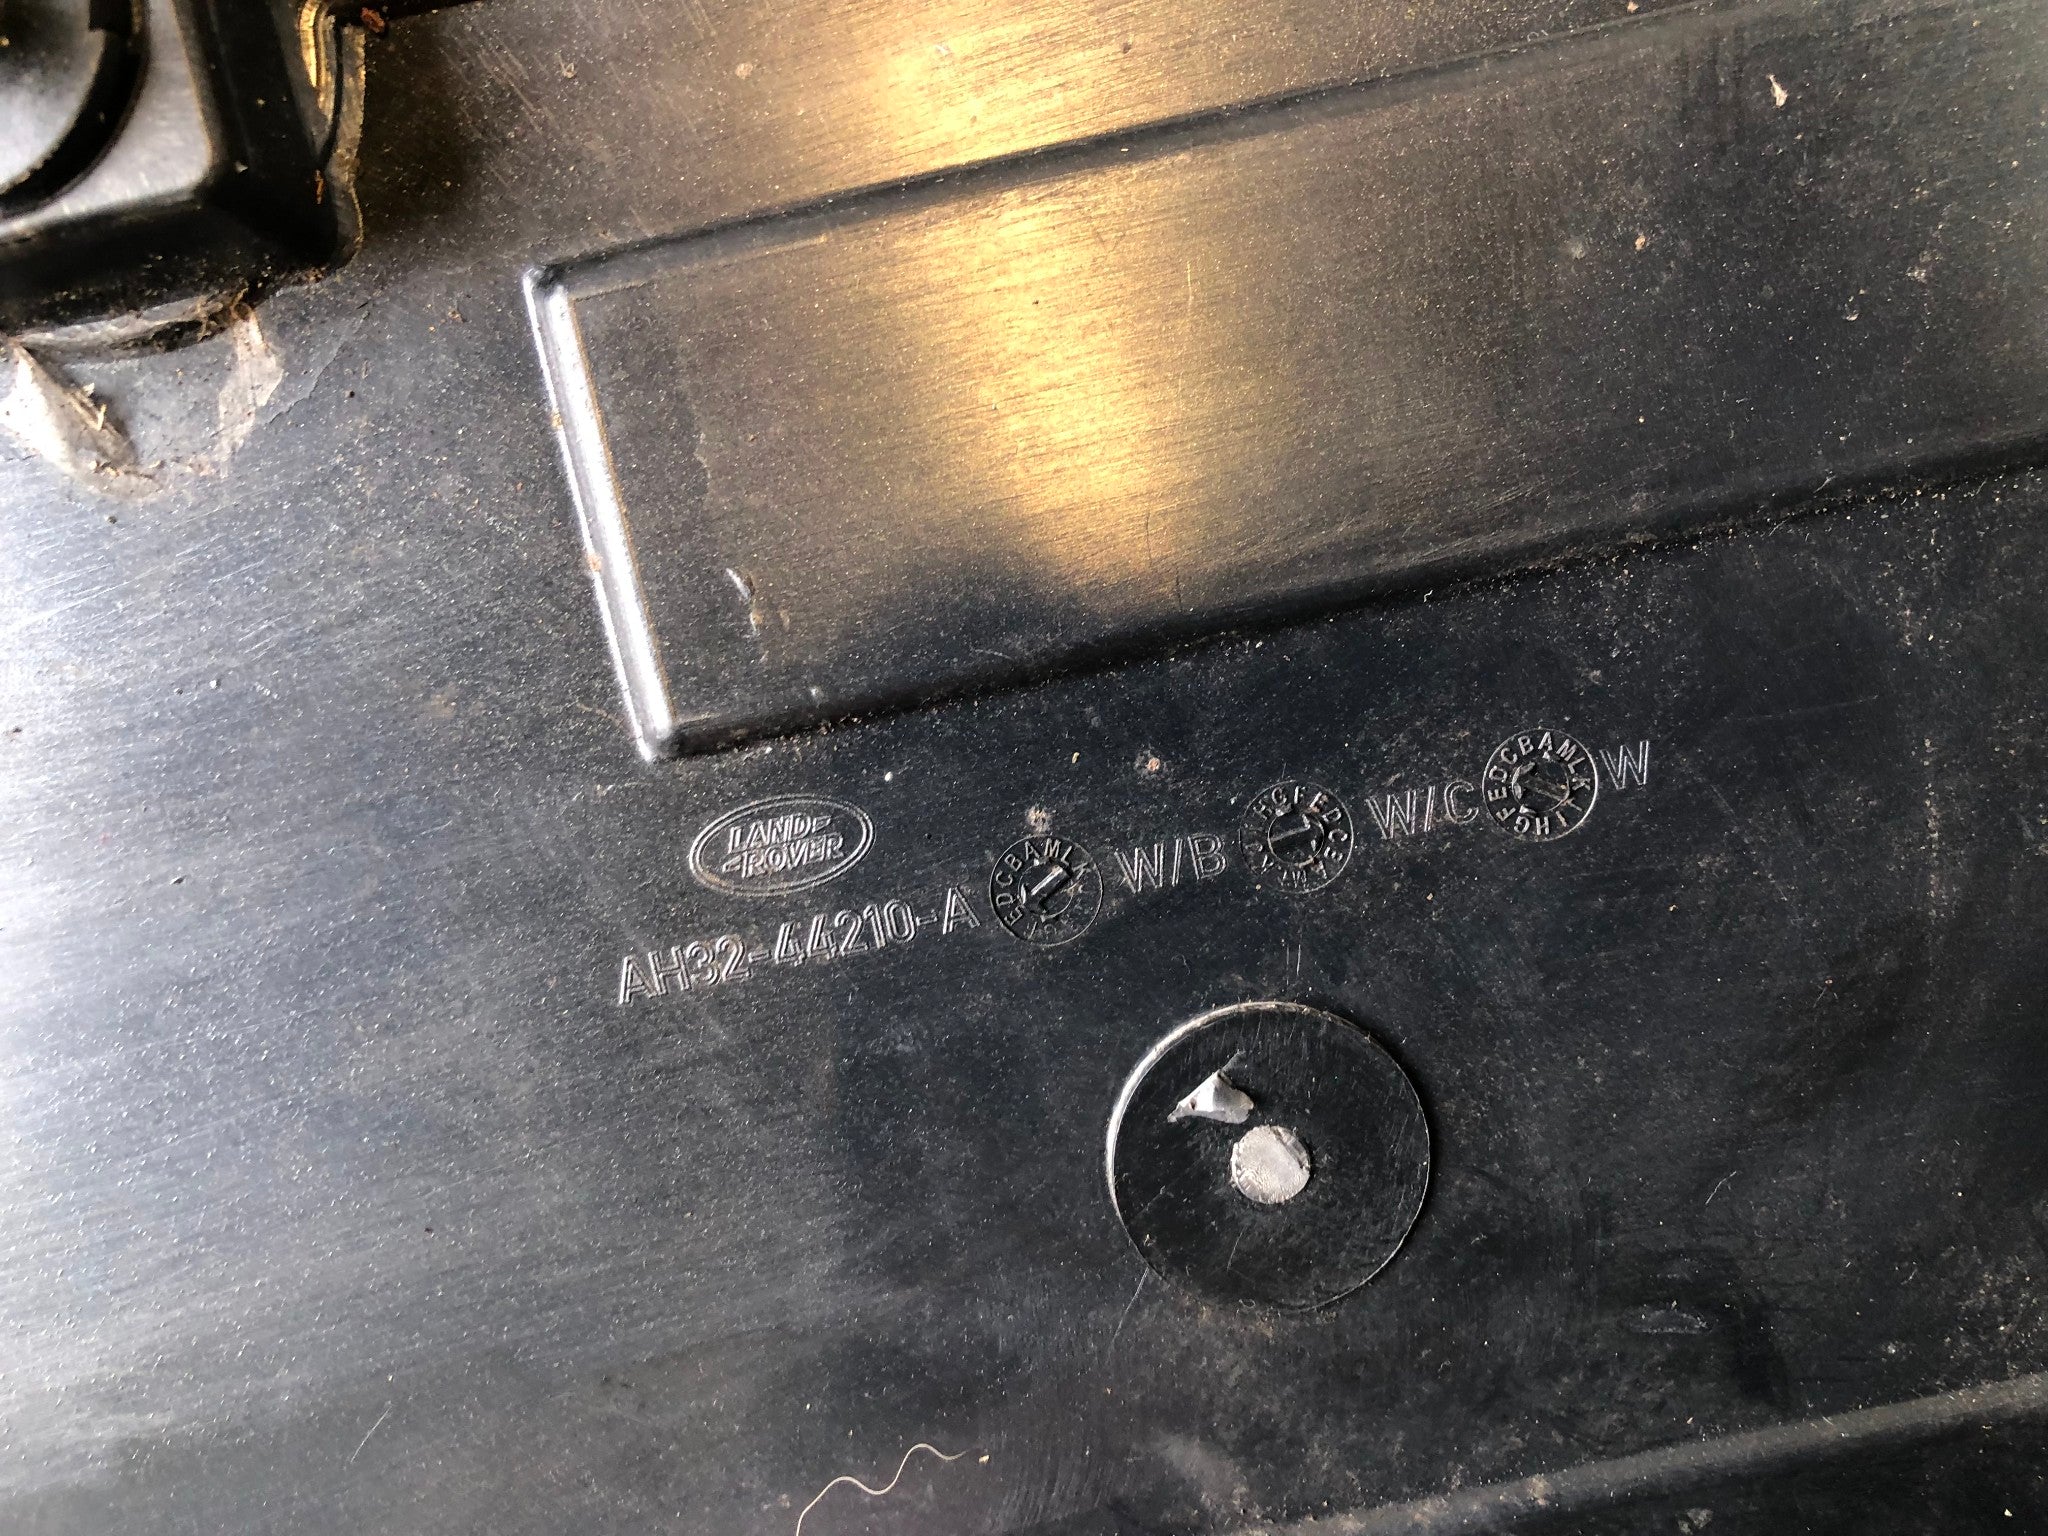 LAND-
-ROVER
AH32-44210-A W/B W/C W